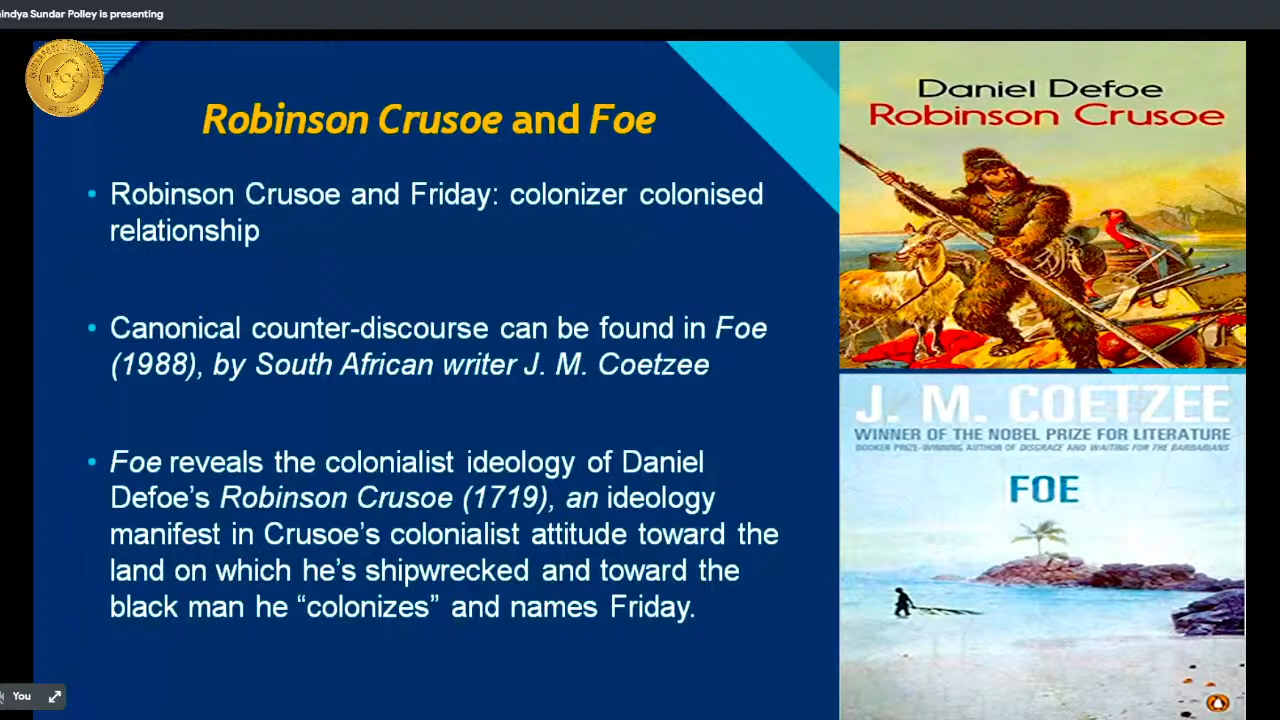 indya Sundar Polley is presenting
Robinson Crusoe and Foe
• Robinson Crusoe and Friday: colonizer colonised
relationship
• Canonical counter-discourse can be found in Foe
(1988), by South African writer J. M. Coetzee
• Foe reveals the colonialist ideology of Daniel
Defoe’s Robinson Crusoe (1719), an ideology
manifest in Crusoe’s colonialist attitude toward the
land on which he’s shipwrecked and toward the
black man he “colonizes” and names Friday.
Daniel Defoe
Robinson Crusoe
J. M. COETZEE
WINNER OF THE NOBEL PRIZE FOR LITERATURE
BOOKER PRIZE-WINNING AUTHOR OF DISGRACE AND WAITING FOR THE BARBARIANS
FOE
You